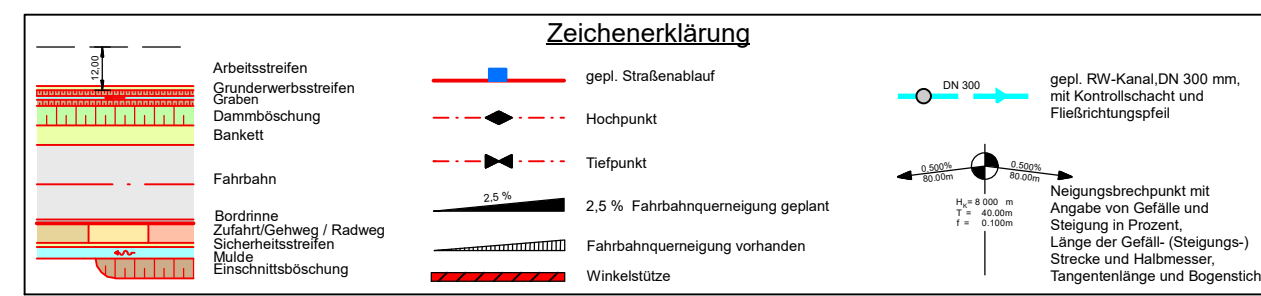 Zeichenerklärung
12,00
Arbeitsstreifen
Grunderwerbsstreifen
Graben
Dammböschung
Bankett
Fahrbahn
Bordrinne
Zufahrt/Gehweg / Radweg
Sicherheitsstreifen
Mulde
Einschnittsböschung
gepl. Straßenablauf
Hochpunkt
Tiefpunkt
2,5 %
2,5 % Fahrbahnquerneigung geplant
Fahrbahnquerneigung vorhanden
Winkelstütze
DN 300
gepl. RW-Kanal,DN 300 mm,
mit Kontrollschacht und
Fließrichtungspfeil
0.500%
80.00m
0.500%
80.00m
HK= 8 000 m
T = 40.00m
f = 0.100m
Neigungsbrechpunkt mit
Angabe von Gefälle und
Steigung in Prozent,
Länge der Gefäll- (Steigungs-)
Strecke und Halbmesser,
Tangentenlänge und Bogenstich